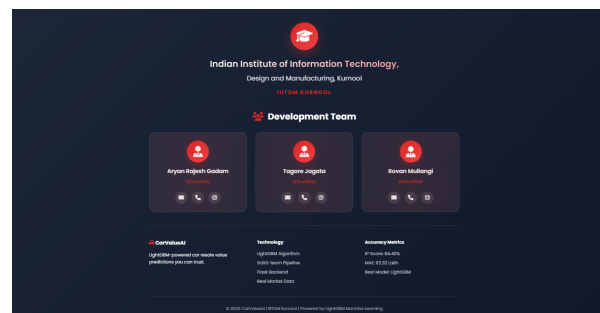 Indian Institute of Information Technology,
Design and Manufacturing, Kurnool
IIITDM KURNOOL
Development Team
Aryan Rajesh Gadam
Tagore Jagata
Rovan Mullangi
CarValueAI
LightGBM-powered car resale value
predictions you can trust.
Technology
LightGBM Algorithm
Scikit-learn Pipeline
Flask Backend
Real Market Data
Accuracy Metrics
R² Score: 94.40%
MAE: ₹2.32 Lakh
Best Model: LightGBM
© 2025 CarValueAI | IIITDM Kurnool | Powered by LightGBM Machine Learning